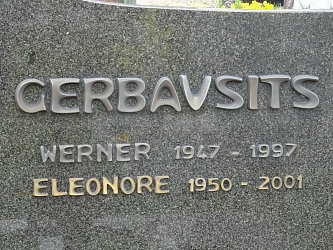 GERBAVSITS
WERNER 1947 - 1997
ELEONORE 1950 - 2001